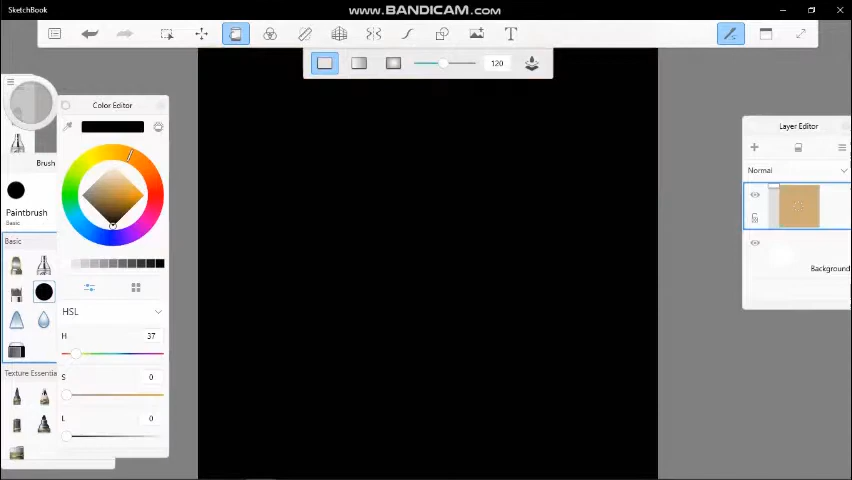 SketchBook
www.BANDICAM.com
T
120
Color Editor
Layer Editor
Brush
Normal
Paintbrush
Basic
Basic
Background
HSL
H 37
S 0
Texture Essentia
L 0